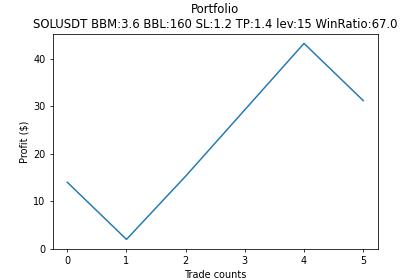 Portfolio
SOLUSDT BBM:3.6 BBL:160 SL:1.2 TP:1.4 lev:15 WinRatio:67.0
Profit ($)
40
30
20
10
0
0 1 2 3 4 5
Trade counts